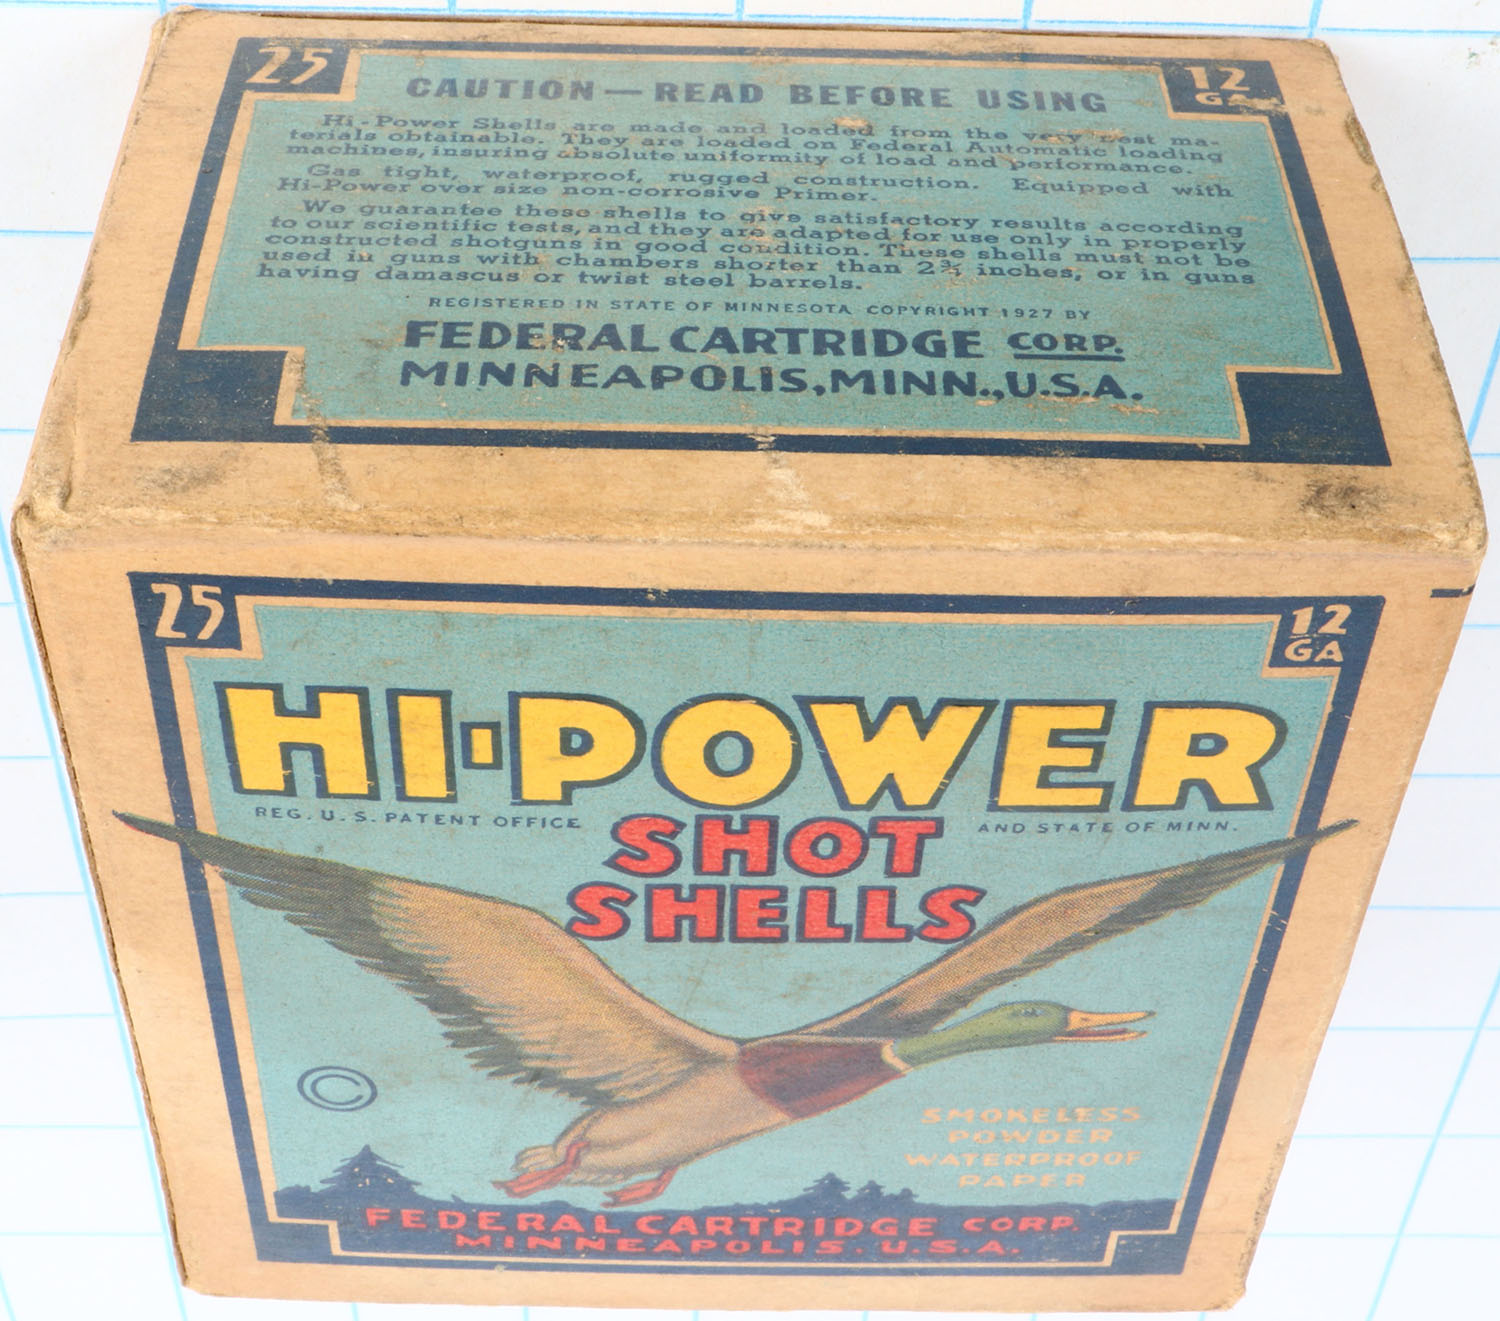 25
12
GA
CAUTION—READ BEFORE USING
Hi-Power Shells are made and loaded from the very best ma-
terials obtainable. They are loaded on Federal Automatic loading
machines, insuring absolute uniformity of load and performance.
Gas tight, waterproof, rugged construction. Equipped with
Hi-Power over size non-corrosive Primer.
We guarantee these shells to give satisfactory results according
to our scientific tests, and they are adapted for use only in properly
constructed shotguns in good condition. These shells must not be
used in guns with chambers shorter than 2¾ inches, or in guns
having damascus or twist steel barrels.
REGISTERED IN STATE OF MINNESOTA COPYRIGHT 1927 BY
FEDERAL CARTRIDGE CORP.
MINNEAPOLIS, MINN., U.S.A.
25
12
GA
HI-POWER
REG. U.S. PATENT OFFICE
AND STATE OF MINN.
SHOT
SHELLS
©
SMOKELESS
POWDER
WATERPROOF
PAPER
FEDERAL CARTRIDGE CORP.
MINNEAPOLIS. U.S.A.